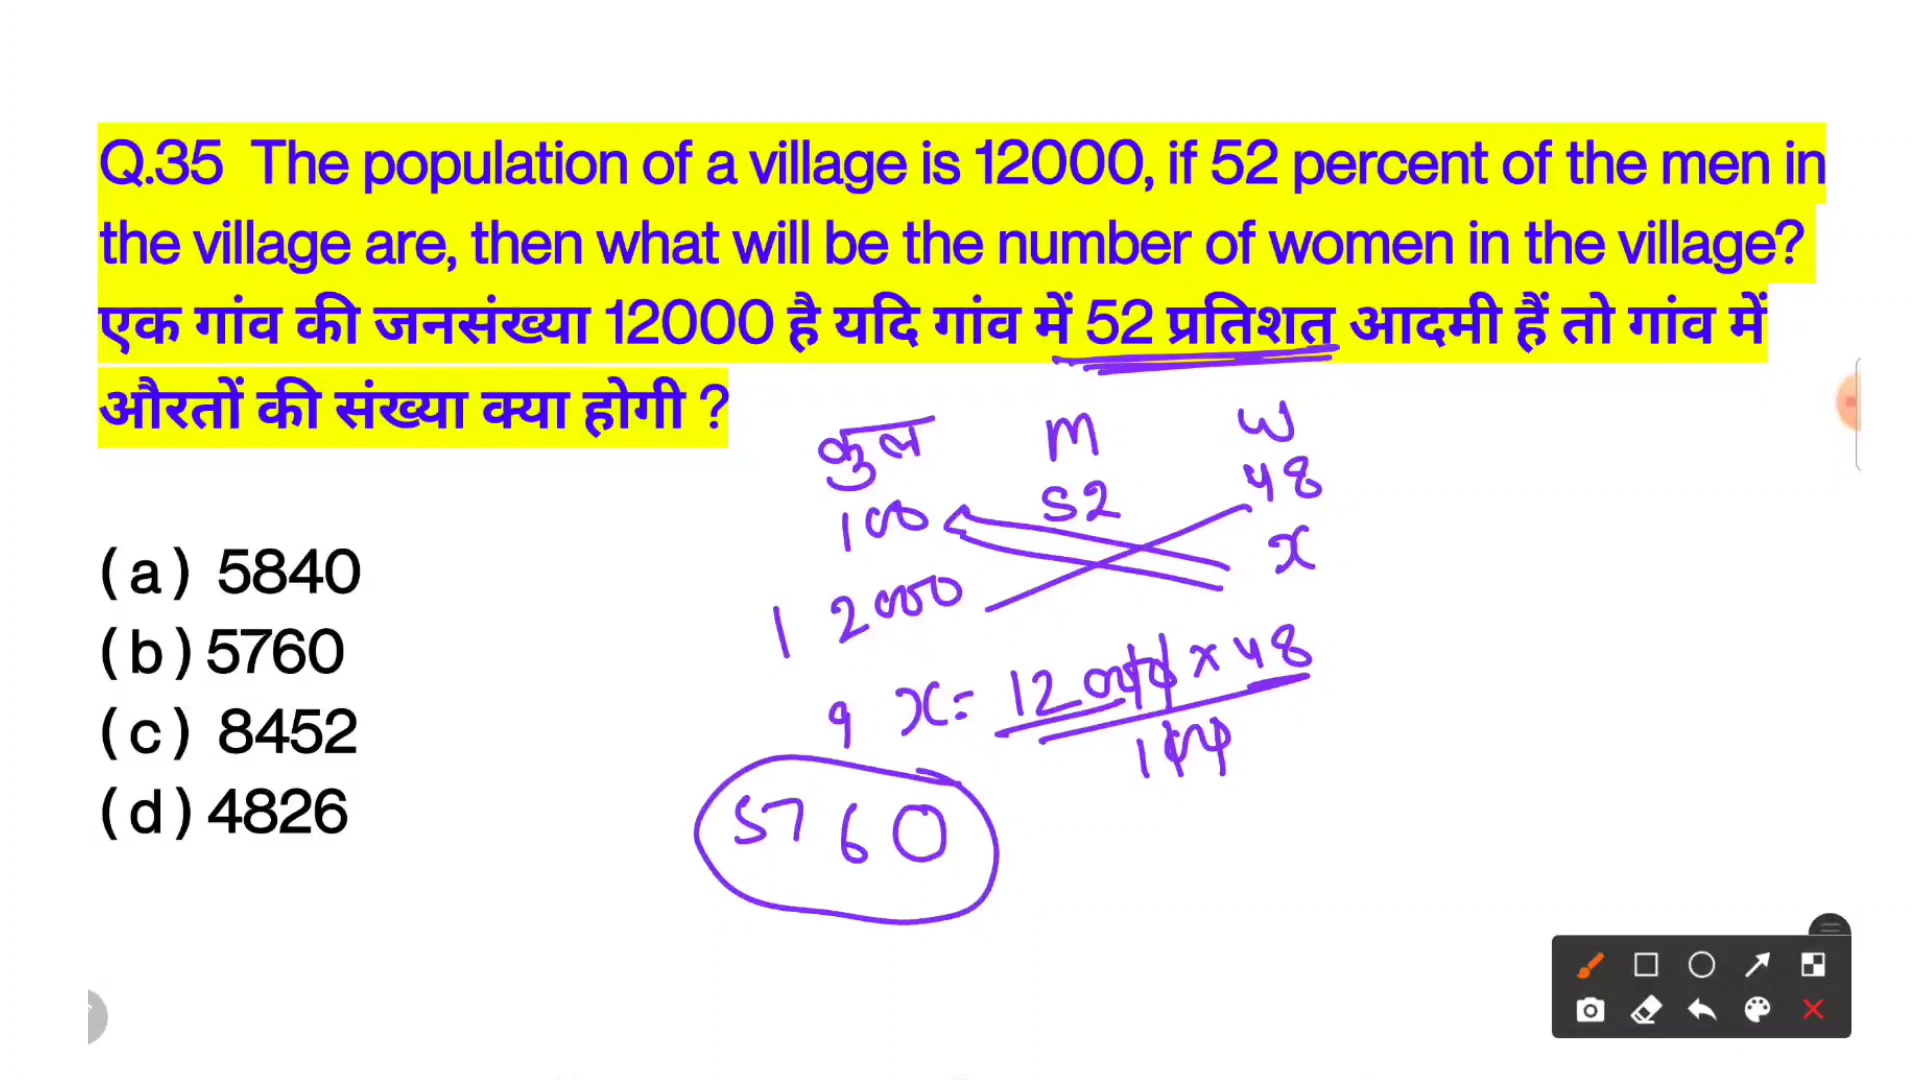 Q.35 The population of a village is 12000, if 52 percent of the men in
the village are, then what will be the number of women in the village?
एक गांव की जनसंख्या 12000 है यदि गांव में 52 प्रतिशत आदमी हैं तो गांव में
औरतों की संख्या क्या होगी ?
कुल M W
100 52 48
12000 x
x = 12000 x 48
100
5760
(a) 5840
(b) 5760
(c) 8452
(d) 4826